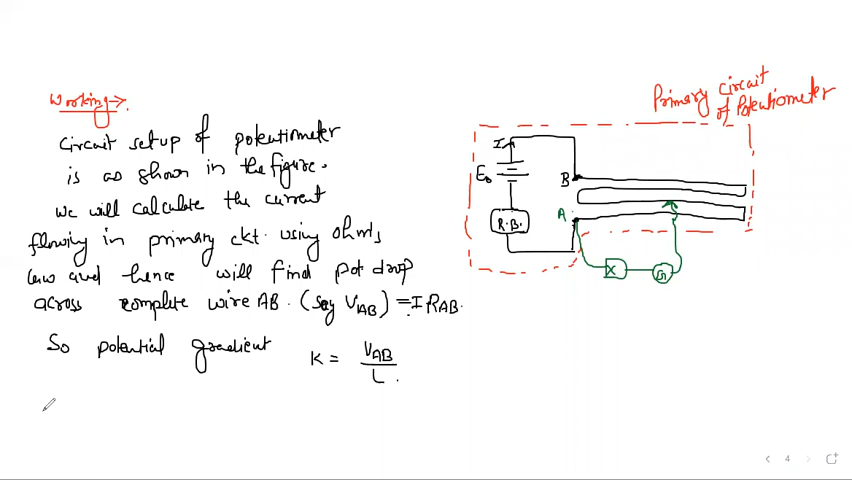 Working →
Circuit setup of potentiometer
is as shown in the figure.
We will calculate the current
flowing in primary ckt. using ohm's
law and hence will find pot drop
across complete wire AB. (say VAB) = I RAB.
So potential gradient K = VAB / L.
Primary circuit
of Potentiometer
I
E₀
B
R.B.
A
X
G
4